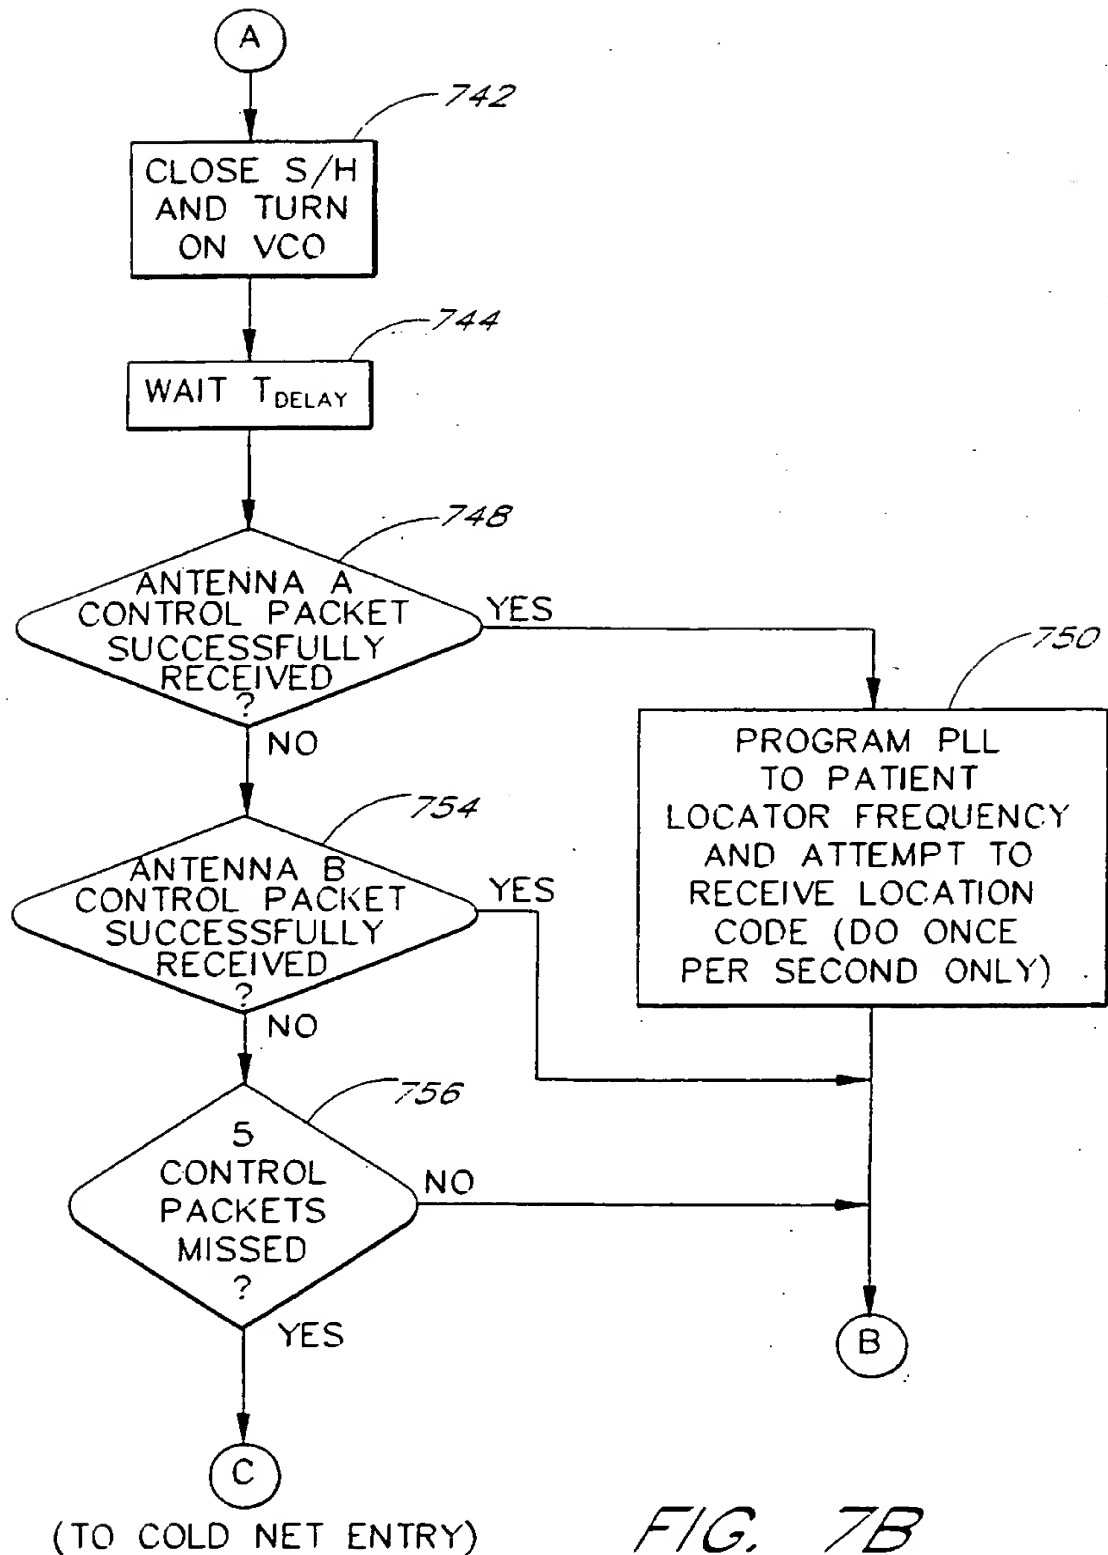 A
742
CLOSE S/H
AND TURN
ON VCO
744
WAIT TDELAY
748
ANTENNA A
CONTROL PACKET
SUCCESSFULLY
RECEIVED
?
YES
NO
750
PROGRAM PLL
TO PATIENT
LOCATOR FREQUENCY
AND ATTEMPT TO
RECEIVE LOCATION
CODE (DO ONCE
PER SECOND ONLY)
754
ANTENNA B
CONTROL PACKET
SUCCESSFULLY
RECEIVED
?
YES
NO
756
5
CONTROL
PACKETS
MISSED
?
NO
YES
B
C
(TO COLD NET ENTRY)
FIG. 7B